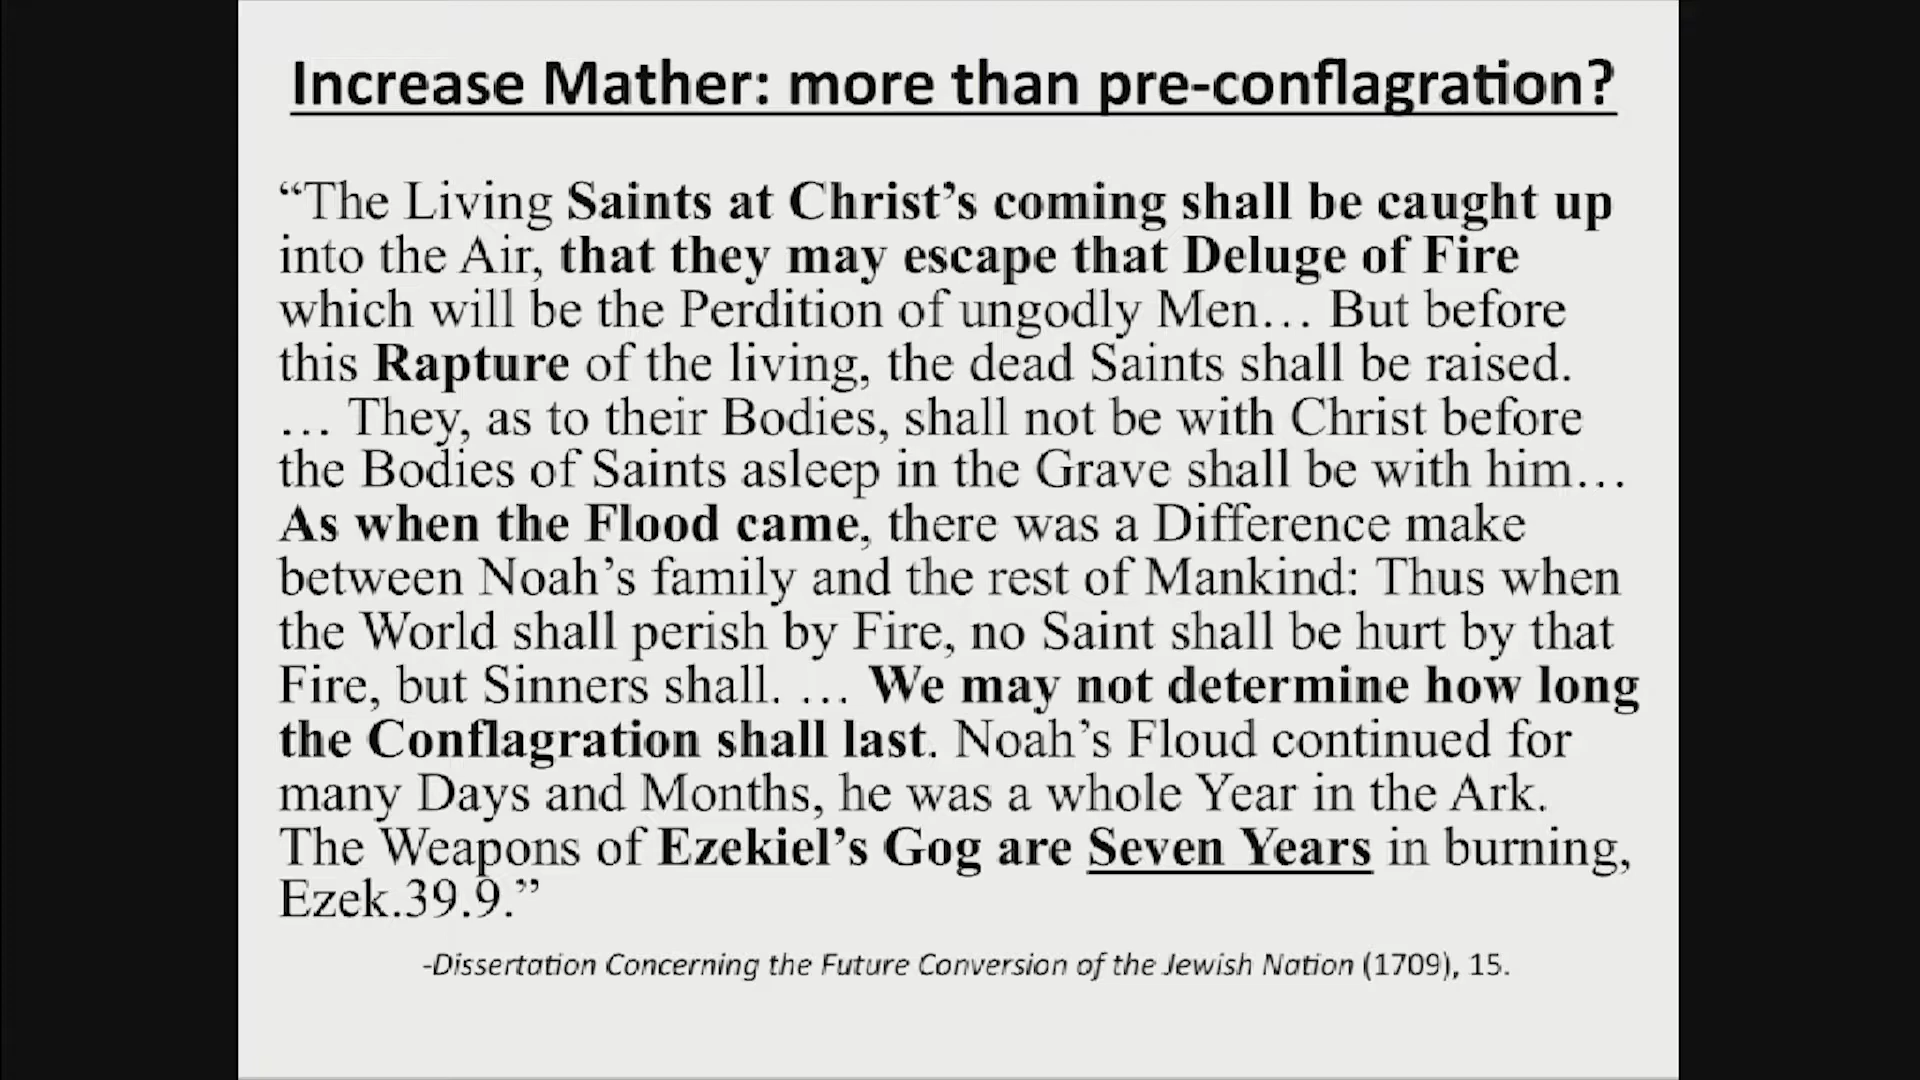 Increase Mather: more than pre-conflagration?
“The Living Saints at Christ’s coming shall be caught up
into the Air, that they may escape that Deluge of Fire
which will be the Perdition of ungodly Men… But before
this Rapture of the living, the dead Saints shall be raised.
… They, as to their Bodies, shall not be with Christ before
the Bodies of Saints asleep in the Grave shall be with him…
As when the Flood came, there was a Difference make
between Noah’s family and the rest of Mankind: Thus when
the World shall perish by Fire, no Saint shall be hurt by that
Fire, but Sinners shall. … We may not determine how long
the Conflagration shall last. Noah’s Floud continued for
many Days and Months, he was a whole Year in the Ark.
The Weapons of Ezekiel’s Gog are Seven Years in burning,
Ezek.39.9.”
-Dissertation Concerning the Future Conversion of the Jewish Nation (1709), 15.